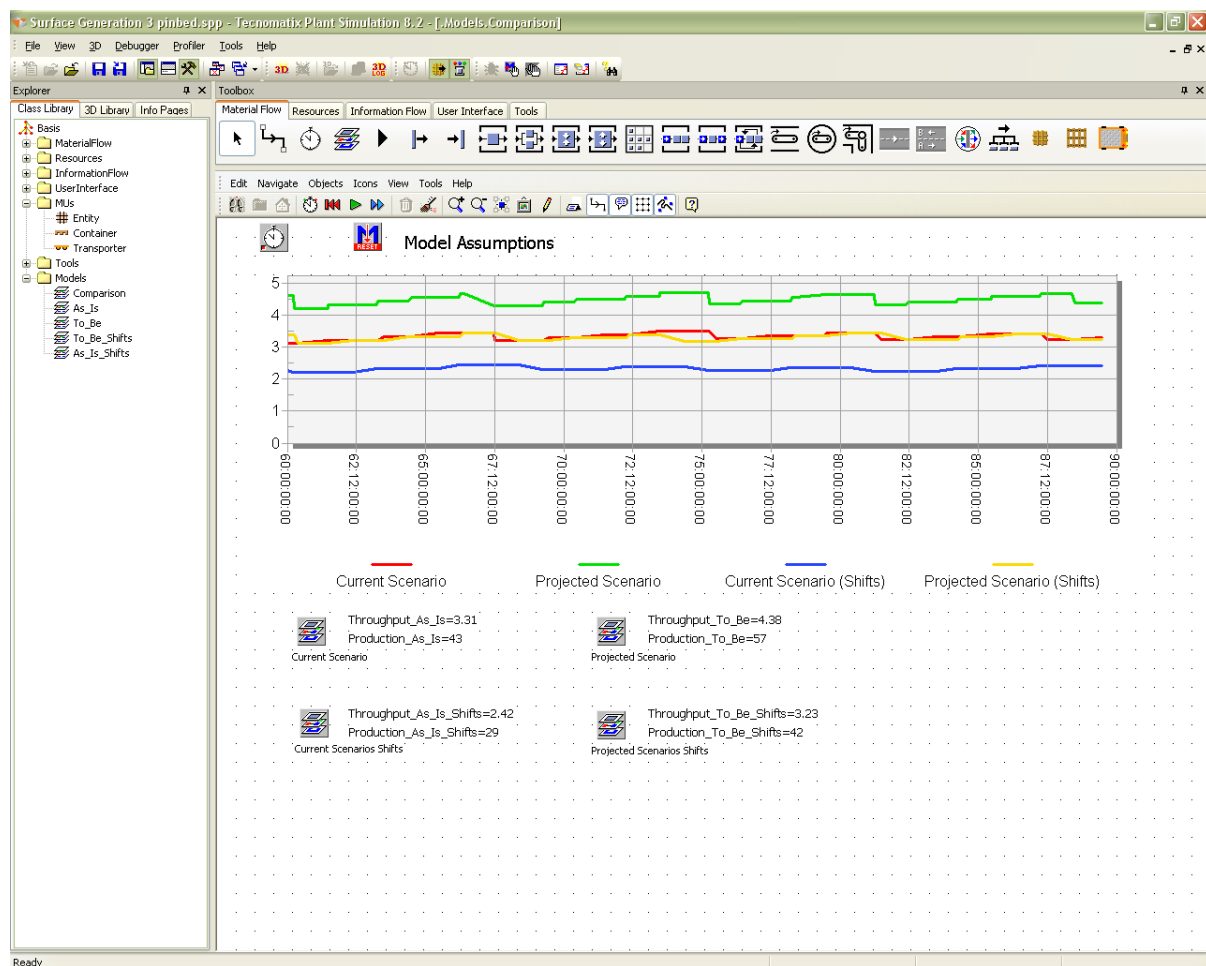 Surface Generation 3 pinbed.spp - Tecnomatix Plant Simulation 8.2 - [.Models.Comparison]
File View 3D Debugger Profiler Tools Help
3D 3D LOG
Explorer
Class Library 3D Library Info Pages
Basis
MaterialFlow
Resources
InformationFlow
UserInterface
MUs
Entity
Container
Transporter
Tools
Models
Comparison
As_Is
To_Be
To_Be_Shifts
As_Is_Shifts
Toolbox
Material Flow Resources Information Flow User Interface Tools
Edit Navigate Objects Icons View Tools Help
RESET
Model Assumptions
5
4
3
2
1
0
60:00:00:00
62:12:00:00
65:00:00:00
67:12:00:00
70:00:00:00
72:12:00:00
75:00:00:00
77:12:00:00
80:00:00:00
82:12:00:00
85:00:00:00
87:12:00:00
90:00:00:00
Current Scenario Projected Scenario Current Scenario (Shifts) Projected Scenario (Shifts)
Throughput_As_Is=3.31
Production_As_Is=43
Current Scenario
Throughput_To_Be=4.38
Production_To_Be=57
Projected Scenario
Throughput_As_Is_Shifts=2.42
Production_As_Is_Shifts=29
Current Scenarios Shifts
Throughput_To_Be_Shifts=3.23
Production_To_Be_Shifts=42
Projected Scenarios Shifts
Ready